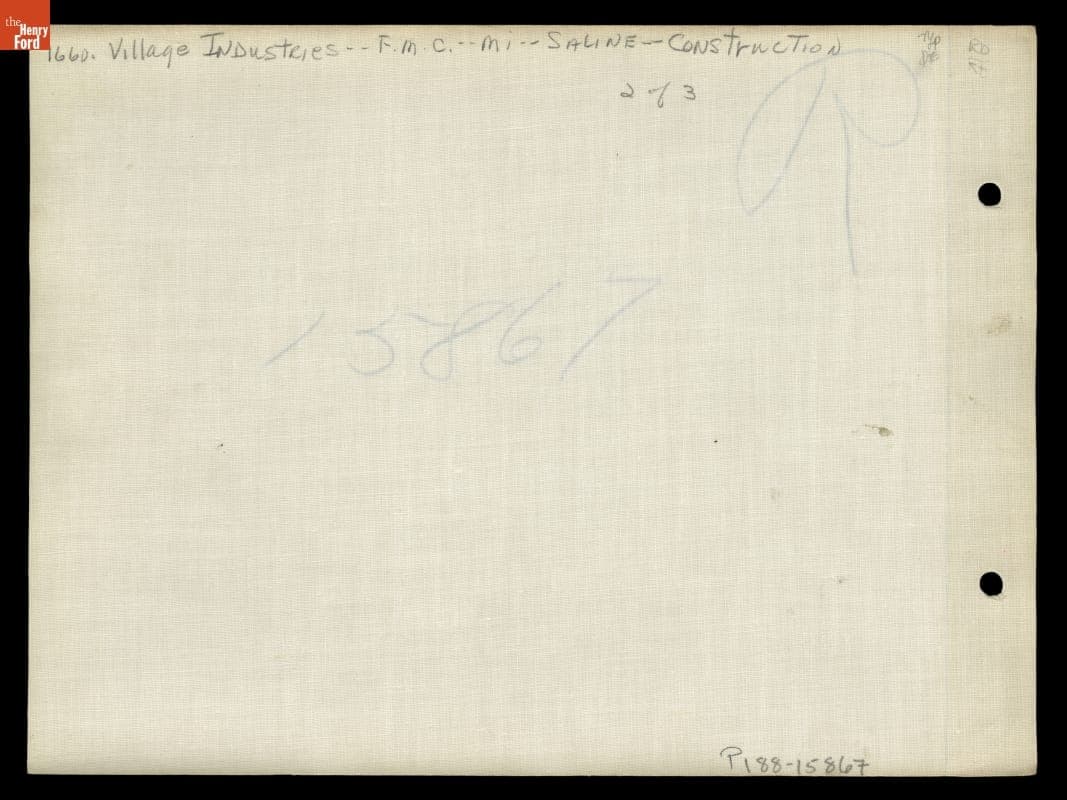 the
Henry
Ford
1660. Village Industries -- F.M.C. -- Mi -- Saline -- Construction
2 of 3
15867
P188-15867